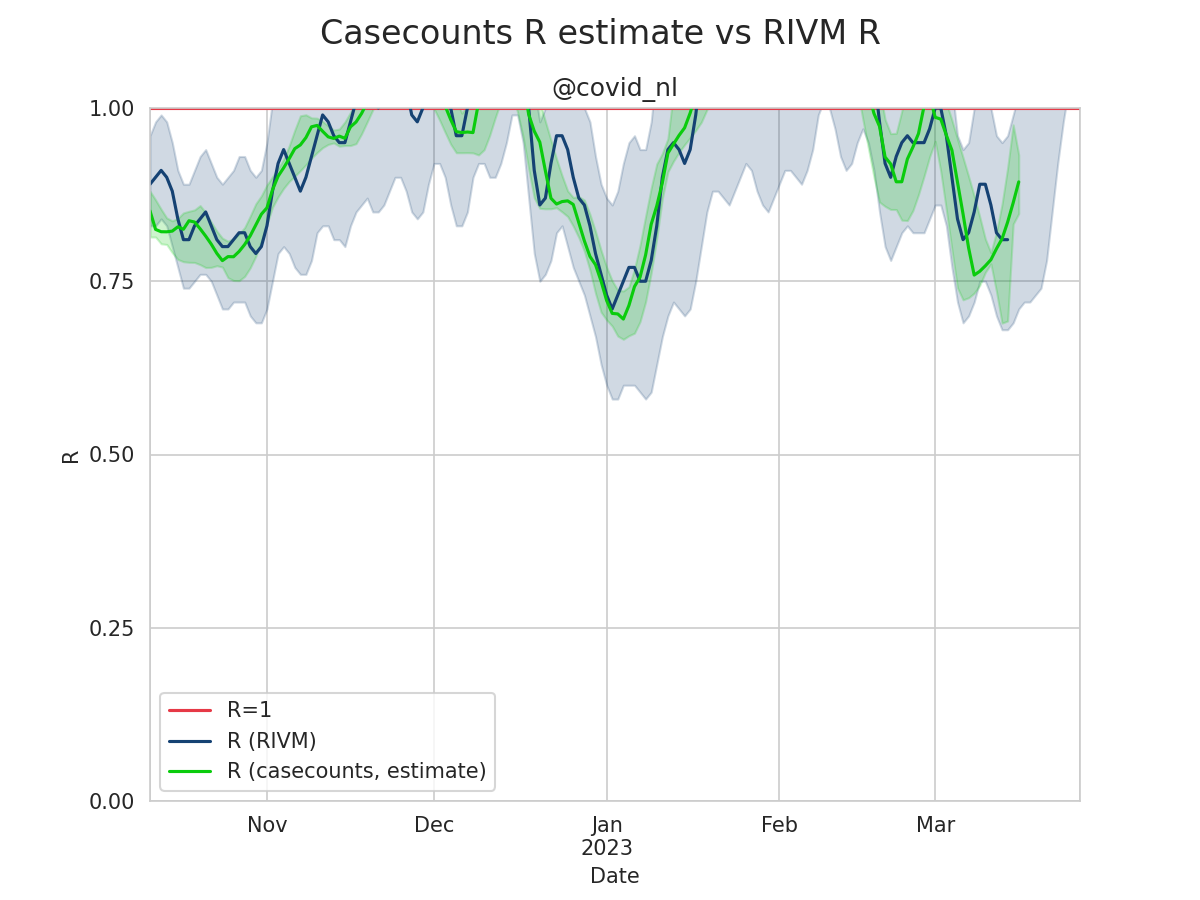 Casecounts R estimate vs RIVM R
@covid_nl
1.00
0.75
0.50
0.25
0.00
R
R=1
R (RIVM)
R (casecounts, estimate)
Nov
Dec
Jan
2023
Feb
Mar
Date